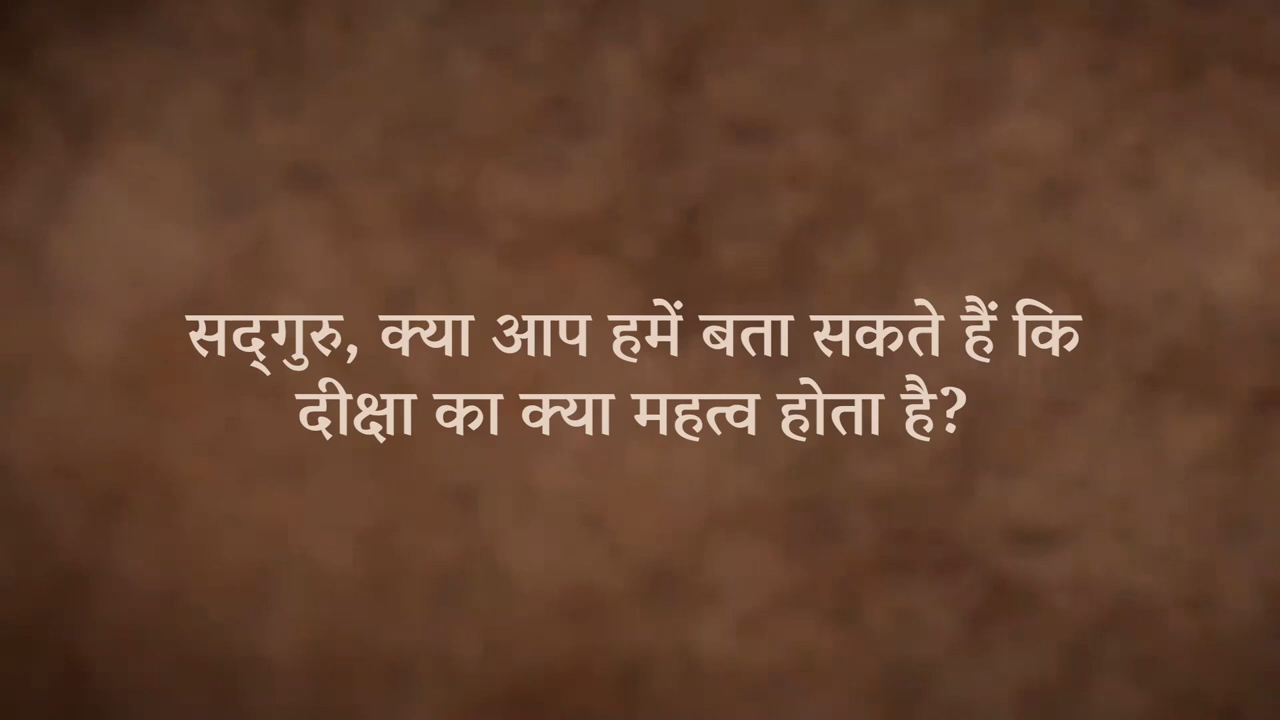 सद्‌गुरु, क्या आप हमें बता सकते हैं कि
दीक्षा का क्या महत्व होता है?